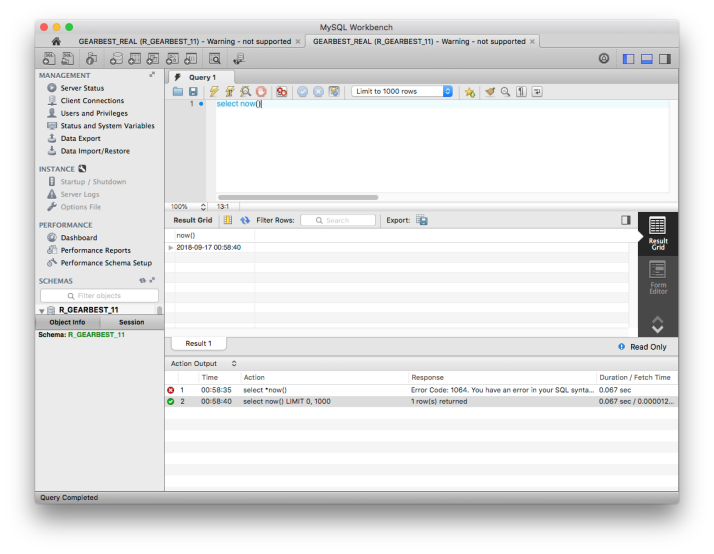 MySQL Workbench
GEARBEST_REAL (R_GEARBEST_11) - Warning - not supported ×
GEARBEST_REAL (R_GEARBEST_11) - Warning - not supported ×
MANAGEMENT
Server Status
Client Connections
Users and Privileges
Status and System Variables
Data Export
Data Import/Restore
INSTANCE
Startup / Shutdown
Server Logs
Options File
PERFORMANCE
Dashboard
Performance Reports
Performance Schema Setup
SCHEMAS
Filter objects
R_GEARBEST_11
Object Info Session
Schema: R_GEARBEST_11
Query 1
Limit to 1000 rows
1 select now()
100% 13:1
Result Grid Filter Rows: Search Export:
now()
2018-09-17 00:58:40
Result Grid
Form Editor
Result 1
Read Only
Action Output
Time Action Response Duration / Fetch Time
1 00:58:35 select *now() Error Code: 1064. You have an error in your SQL synta... 0.067 sec
2 00:58:40 select now() LIMIT 0, 1000 1 row(s) returned 0.067 sec / 0.000012...
Query Completed